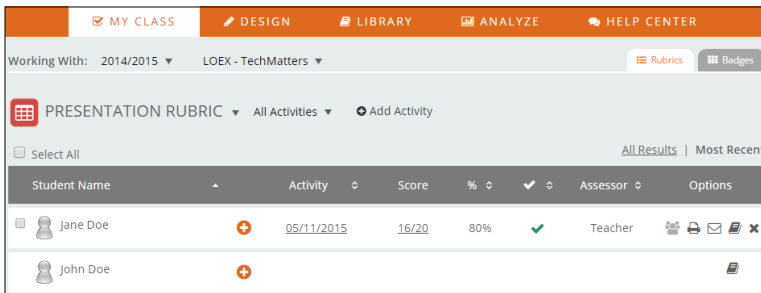 MY CLASS DESIGN LIBRARY ANALYZE HELP CENTER
Working With: 2014/2015 LOEX - TechMatters Rubrics Badges
PRESENTATION RUBRIC All Activities Add Activity
Select All All Results | Most Recent
Student Name Activity Score % Assessor Options
Jane Doe 05/11/2015 16/20 80% Teacher
John Doe